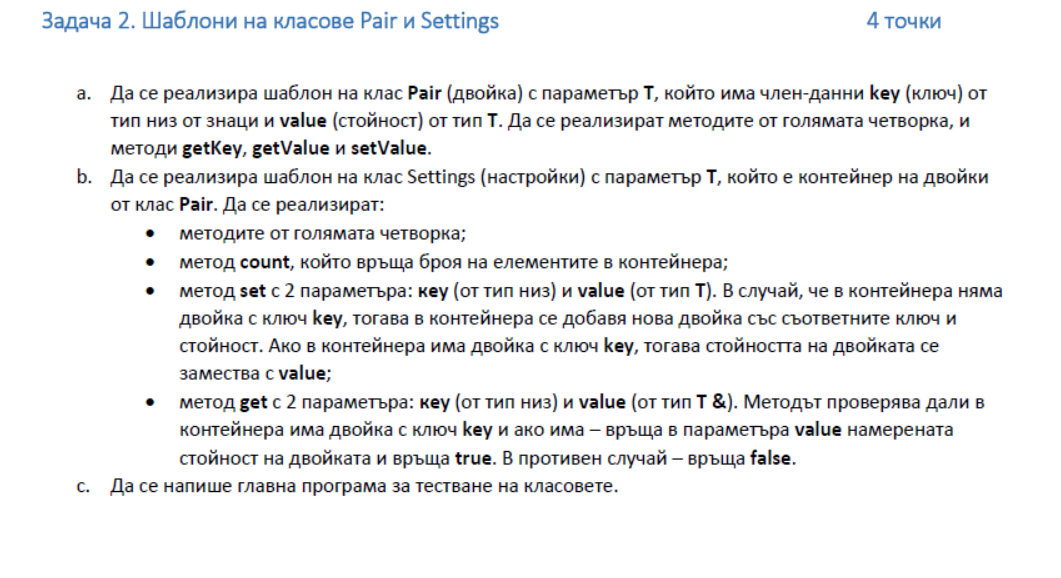 Задача 2. Шаблони на класове Pair и Settings 4 точки
a. Да се реализира шаблон на клас Pair (двойка) с параметър T, който има член-данни key (ключ) от
тип низ от знаци и value (стойност) от тип T. Да се реализират методите от голямата четворка, и
методи getKey, getValue и setValue.
b. Да се реализира шаблон на клас Settings (настройки) с параметър T, който е контейнер на двойки
от клас Pair. Да се реализират:
• методите от голямата четворка;
• метод count, който връща броя на елементите в контейнера;
• метод set с 2 параметъра: кey (от тип низ) и value (от тип T). В случай, че в контейнера няма
двойка с ключ key, тогава в контейнера се добавя нова двойка със съответните ключ и
стойност. Ако в контейнера има двойка с ключ key, тогава стойността на двойката се
замества с value;
• метод get с 2 параметъра: кey (от тип низ) и value (от тип T &). Методът проверява дали в
контейнера има двойка с ключ key и ако има – връща в параметъра value намерената
стойност на двойката и връща true. В противен случай – връща false.
c. Да се напише главна програма за тестване на класовете.